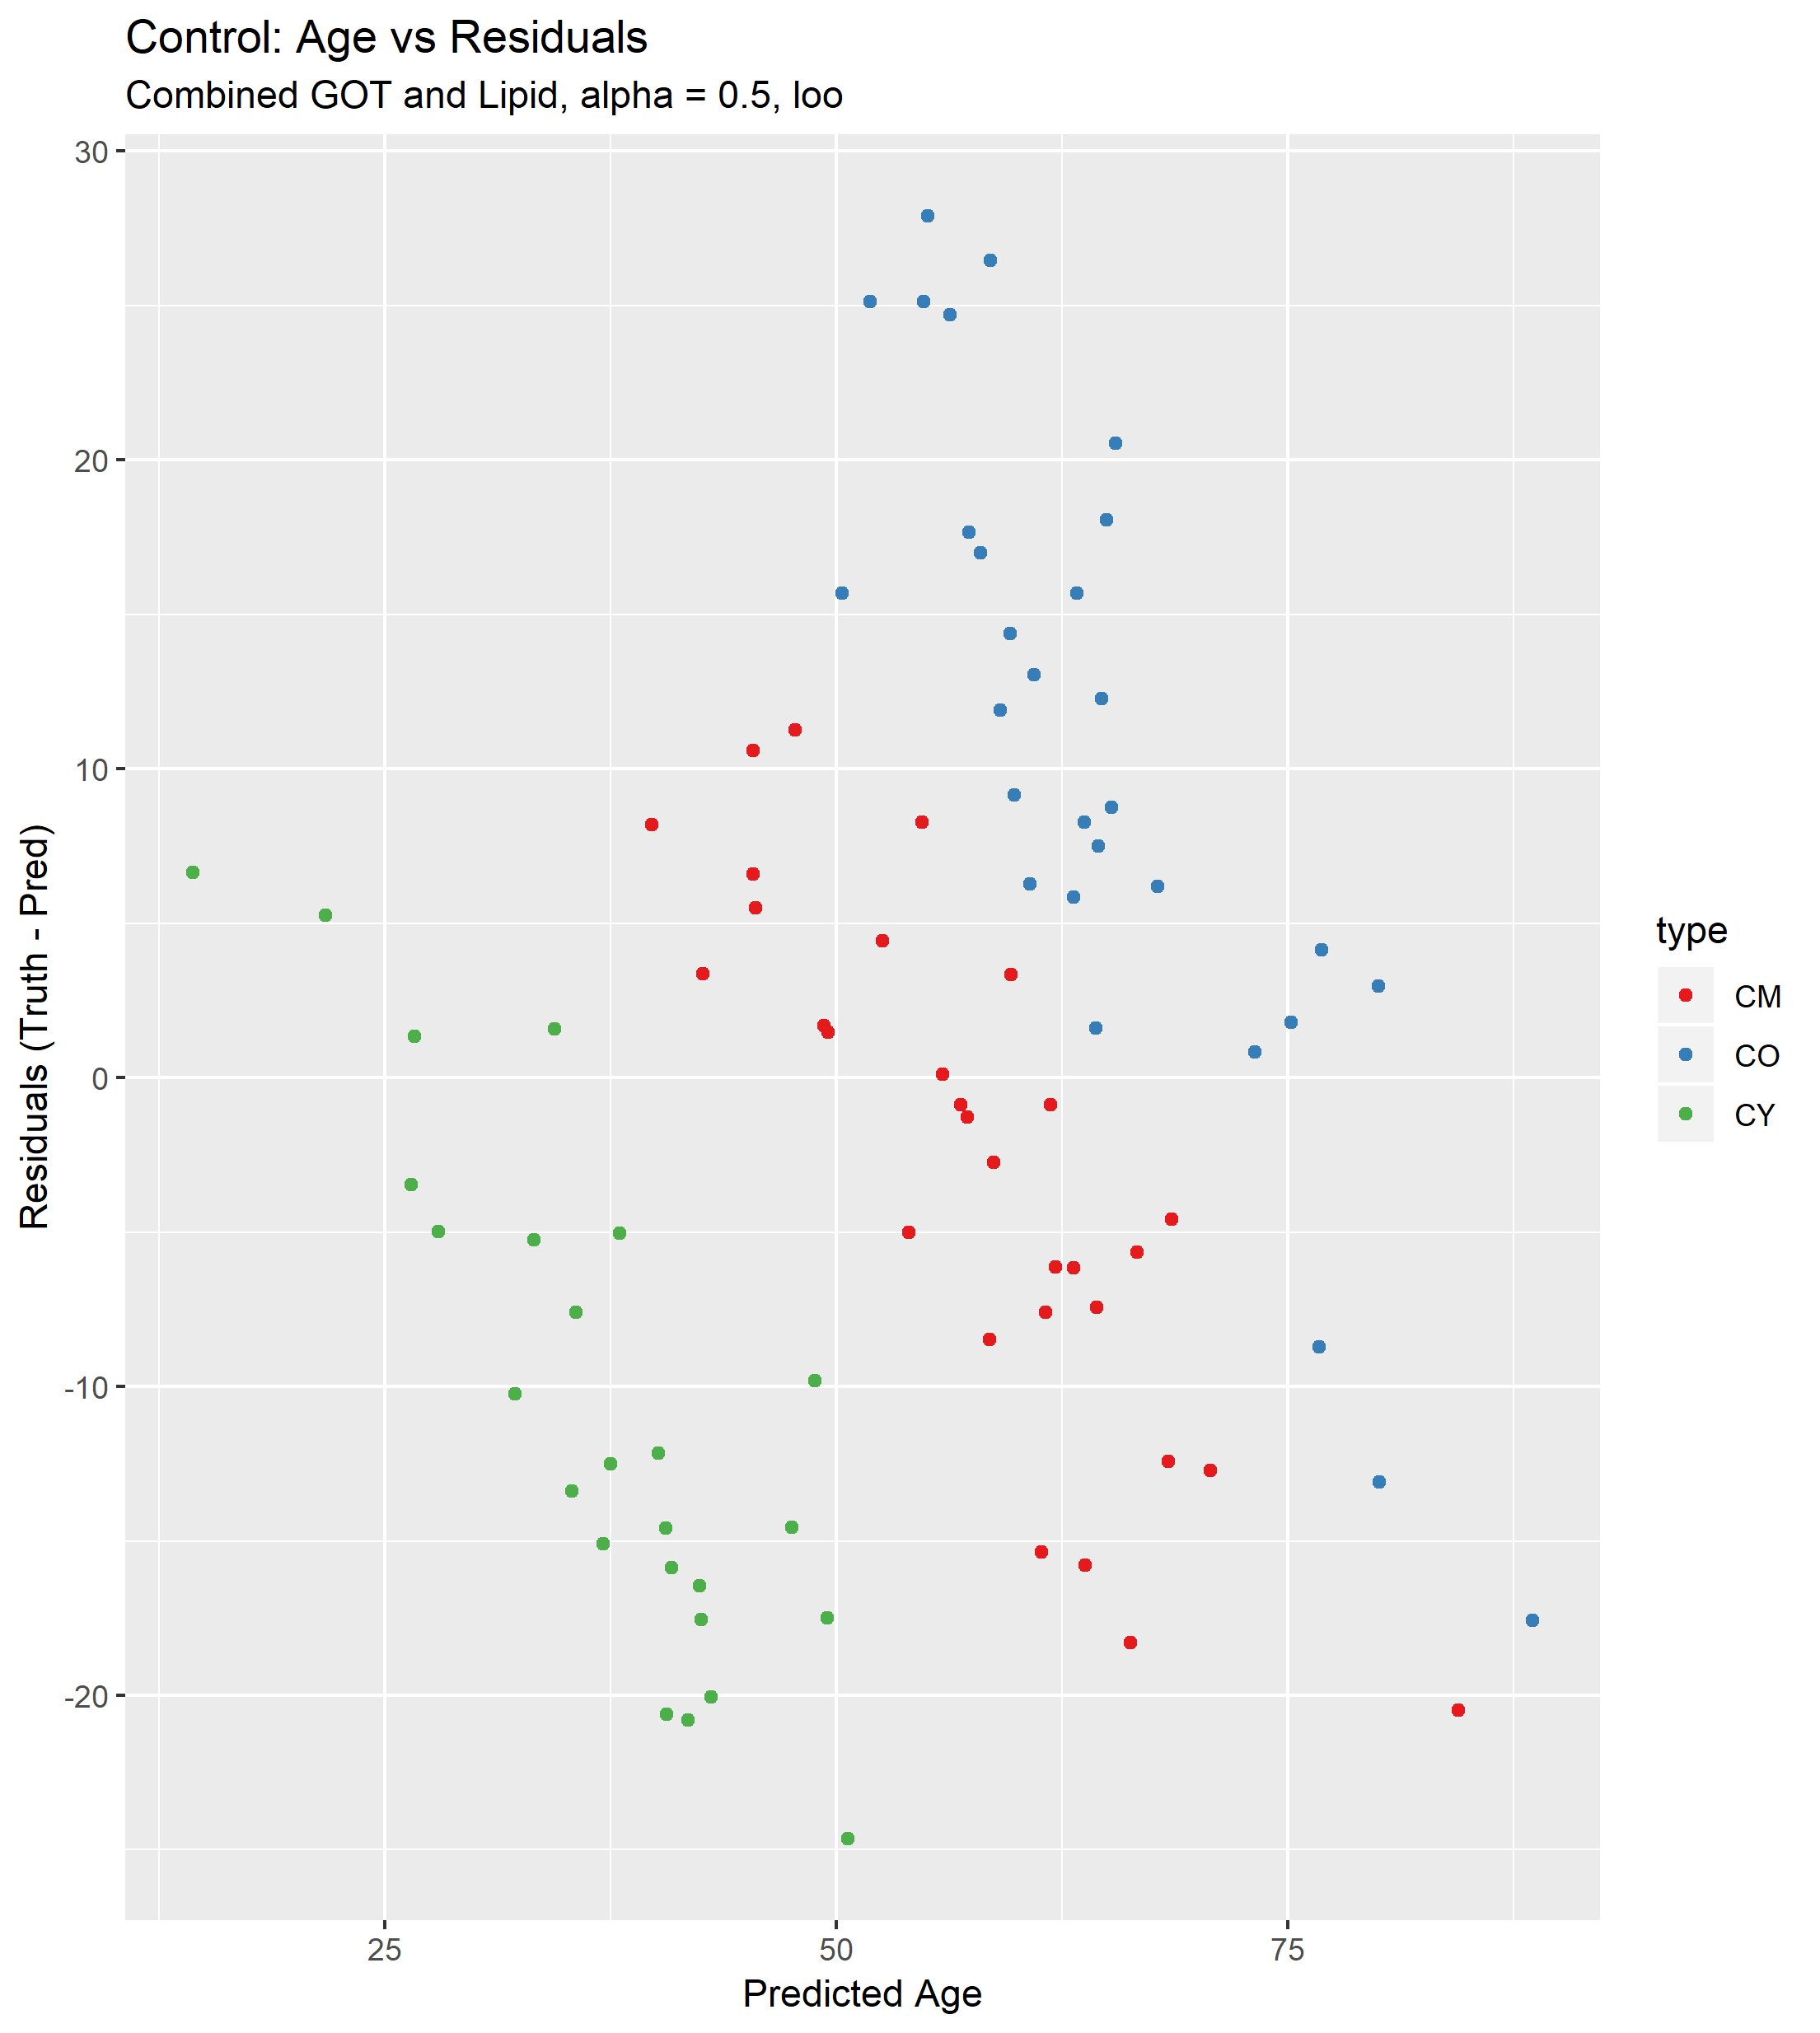 Control: Age vs Residuals
Combined GOT and Lipid, alpha = 0.5, loo
30
20
10
0
-10
-20
Residuals (Truth - Pred)
25 50 75
Predicted Age
type
CM
CO
CY